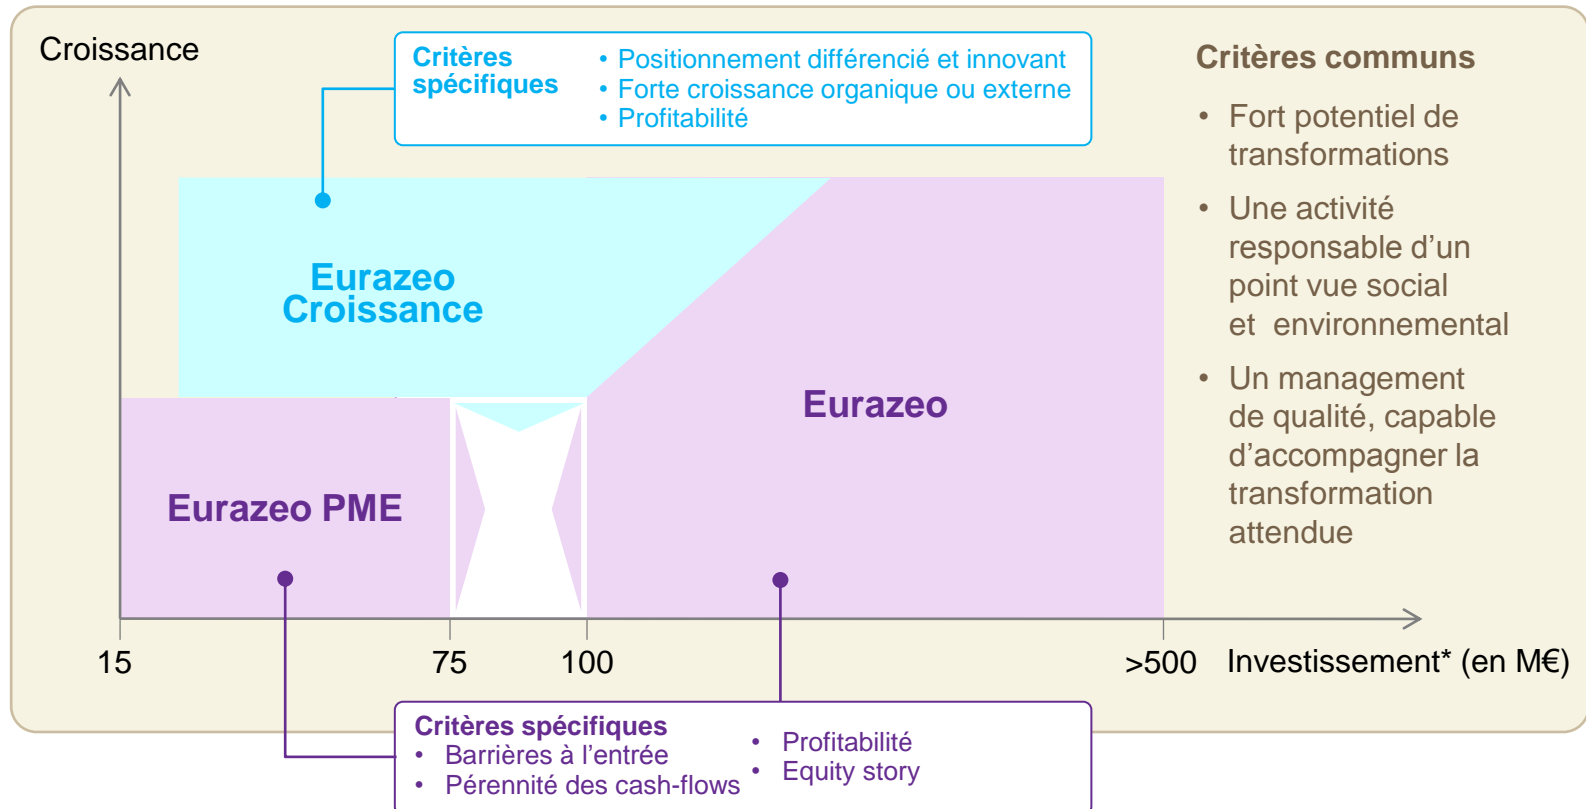 Croissance
Critères
spécifiques
• Positionnement différencié et innovant
• Forte croissance organique ou externe
• Profitabilité
Critères communs
• Fort potentiel de
transformations
• Une activité
responsable d’un
point vue social
et environnemental
• Un management
de qualité, capable
d’accompagner la
transformation
attendue
Eurazeo
Croissance
Eurazeo
Eurazeo PME
15
75
100
>500
Investissement* (en M€)
Critères spécifiques
• Barrières à l’entrée
• Pérennité des cash-flows
• Profitabilité
• Equity story